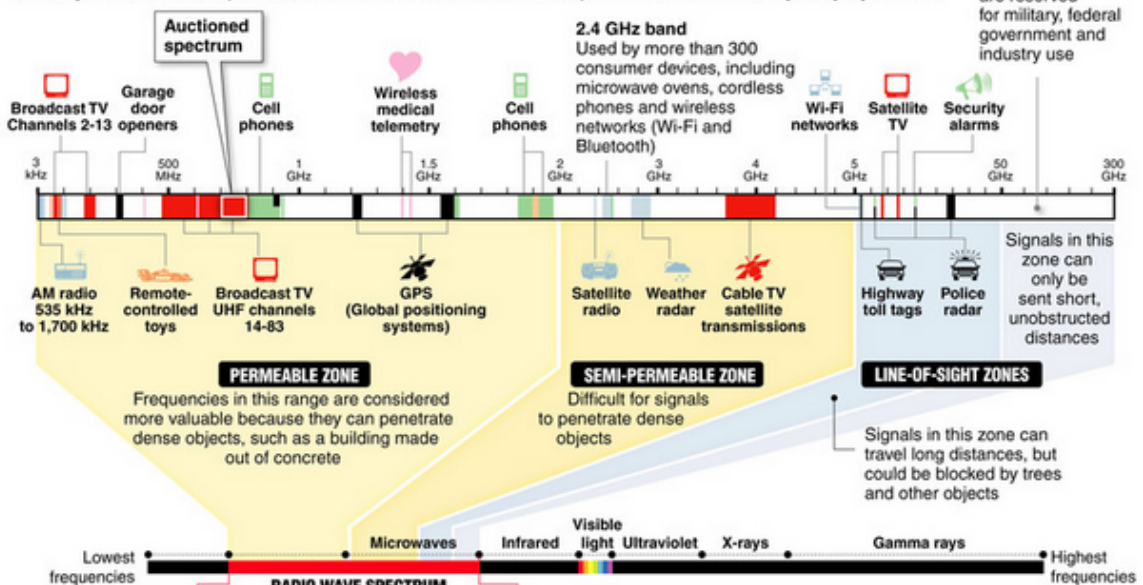 are reserved
for military, federal
government and
industry use
Auctioned
spectrum
2.4 GHz band
Used by more than 300
consumer devices, including
microwave ovens, cordless
phones and wireless
networks (Wi-Fi and
Bluetooth)
Broadcast TV
Channels 2-13
Garage
door
openers
Cell
phones
Wireless
medical
telemetry
Cell
phones
Wi-Fi
networks
Satellite
TV
Security
alarms
3
kHz
500
MHz
1
GHz
1.5
GHz
2
GHz
3
GHz
4
GHz
5
GHz
50
GHz
300
GHz
AM radio
535 kHz
to 1,700 kHz
Remote-
controlled
toys
Broadcast TV
UHF channels
14-83
GPS
(Global positioning
systems)
Satellite
radio
Weather
radar
Cable TV
satellite
transmissions
Highway
toll tags
Police
radar
Signals in this
zone can
only be
sent short,
unobstructed
distances
PERMEABLE ZONE
Frequencies in this range are considered
more valuable because they can penetrate
dense objects, such as a building made
out of concrete
SEMI-PERMEABLE ZONE
Difficult for signals
to penetrate dense
objects
LINE-OF-SIGHT ZONES
Signals in this zone can
travel long distances, but
could be blocked by trees
and other objects
Lowest
frequencies
Microwaves
Infrared
Visible
light
Ultraviolet
X-rays
Gamma rays
Highest
frequencies
RADIO WAVE SPECTRUM